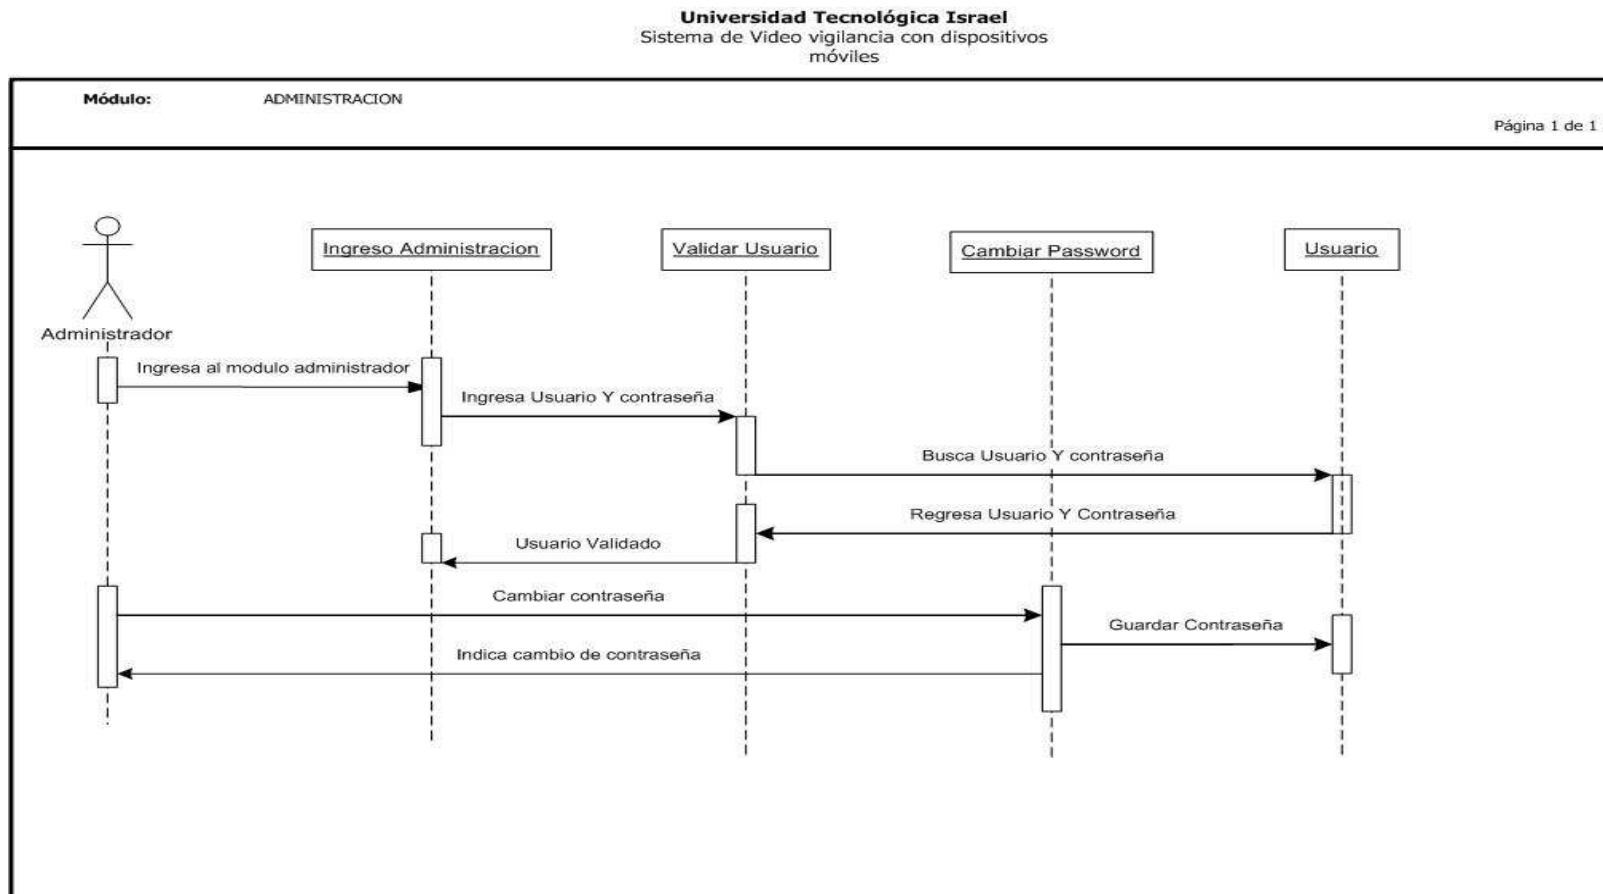 Universidad Tecnológica Israel
Sistema de Video vigilancia con dispositivos
móviles
Módulo: ADMINISTRACION
Página 1 de 1
Ingreso Administracion
Validar Usuario
Cambiar Password
Usuario
Administrador
Ingresa al modulo administrador
Ingresa Usuario Y contraseña
Busca Usuario Y contraseña
Regresa Usuario Y Contraseña
Usuario Validado
Cambiar contraseña
Guardar Contraseña
Indica cambio de contraseña